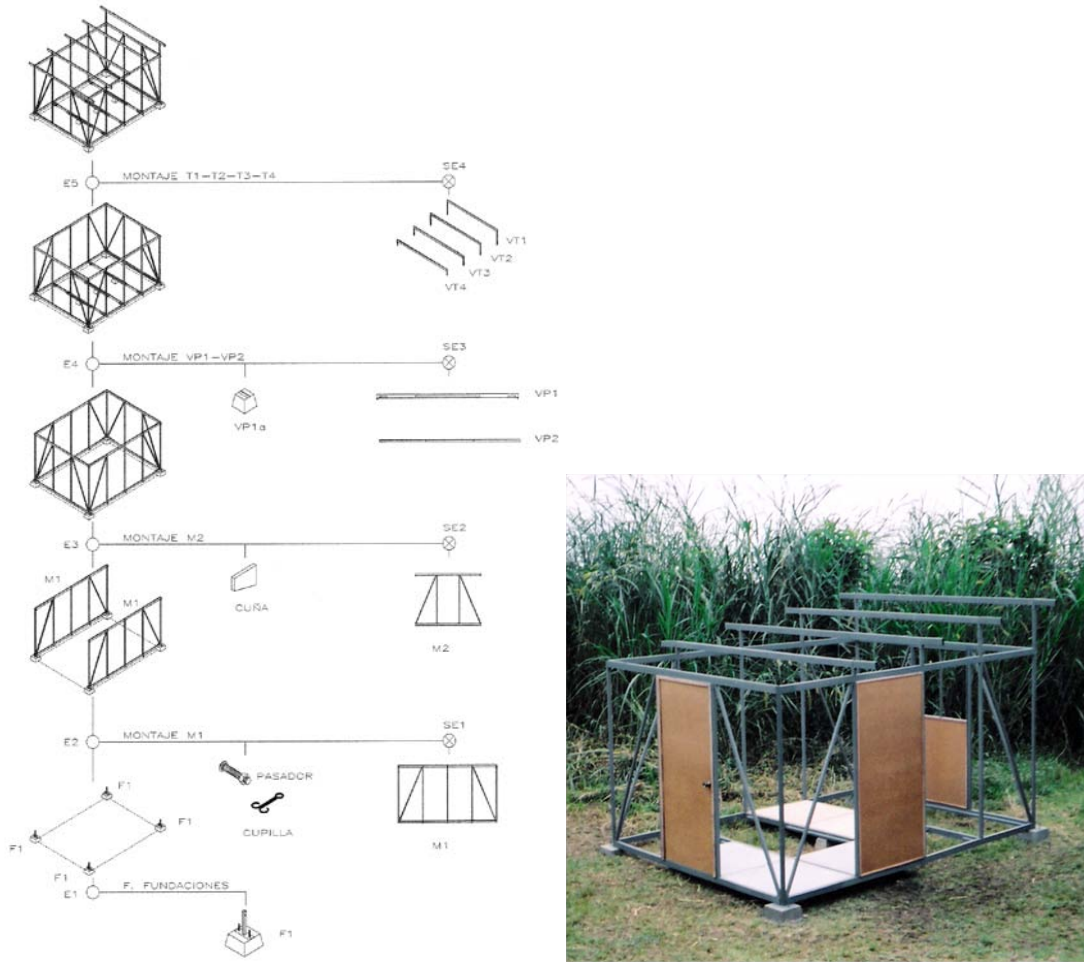 SE4
E5 MONTAJE T1-T2-T3-T4
VT1
VT2
VT3
VT4
SE3
E4 MONTAJE VP1-VP2
VP1
VP1a
VP2
SE2
E3 MONTAJE M2
M1
M1
CUÑA
M2
SE1
E2 MONTAJE M1
PASADOR
F1
CUPILLA
F1
F1
M1
F1
E1 F. FUNDACIONES
F1